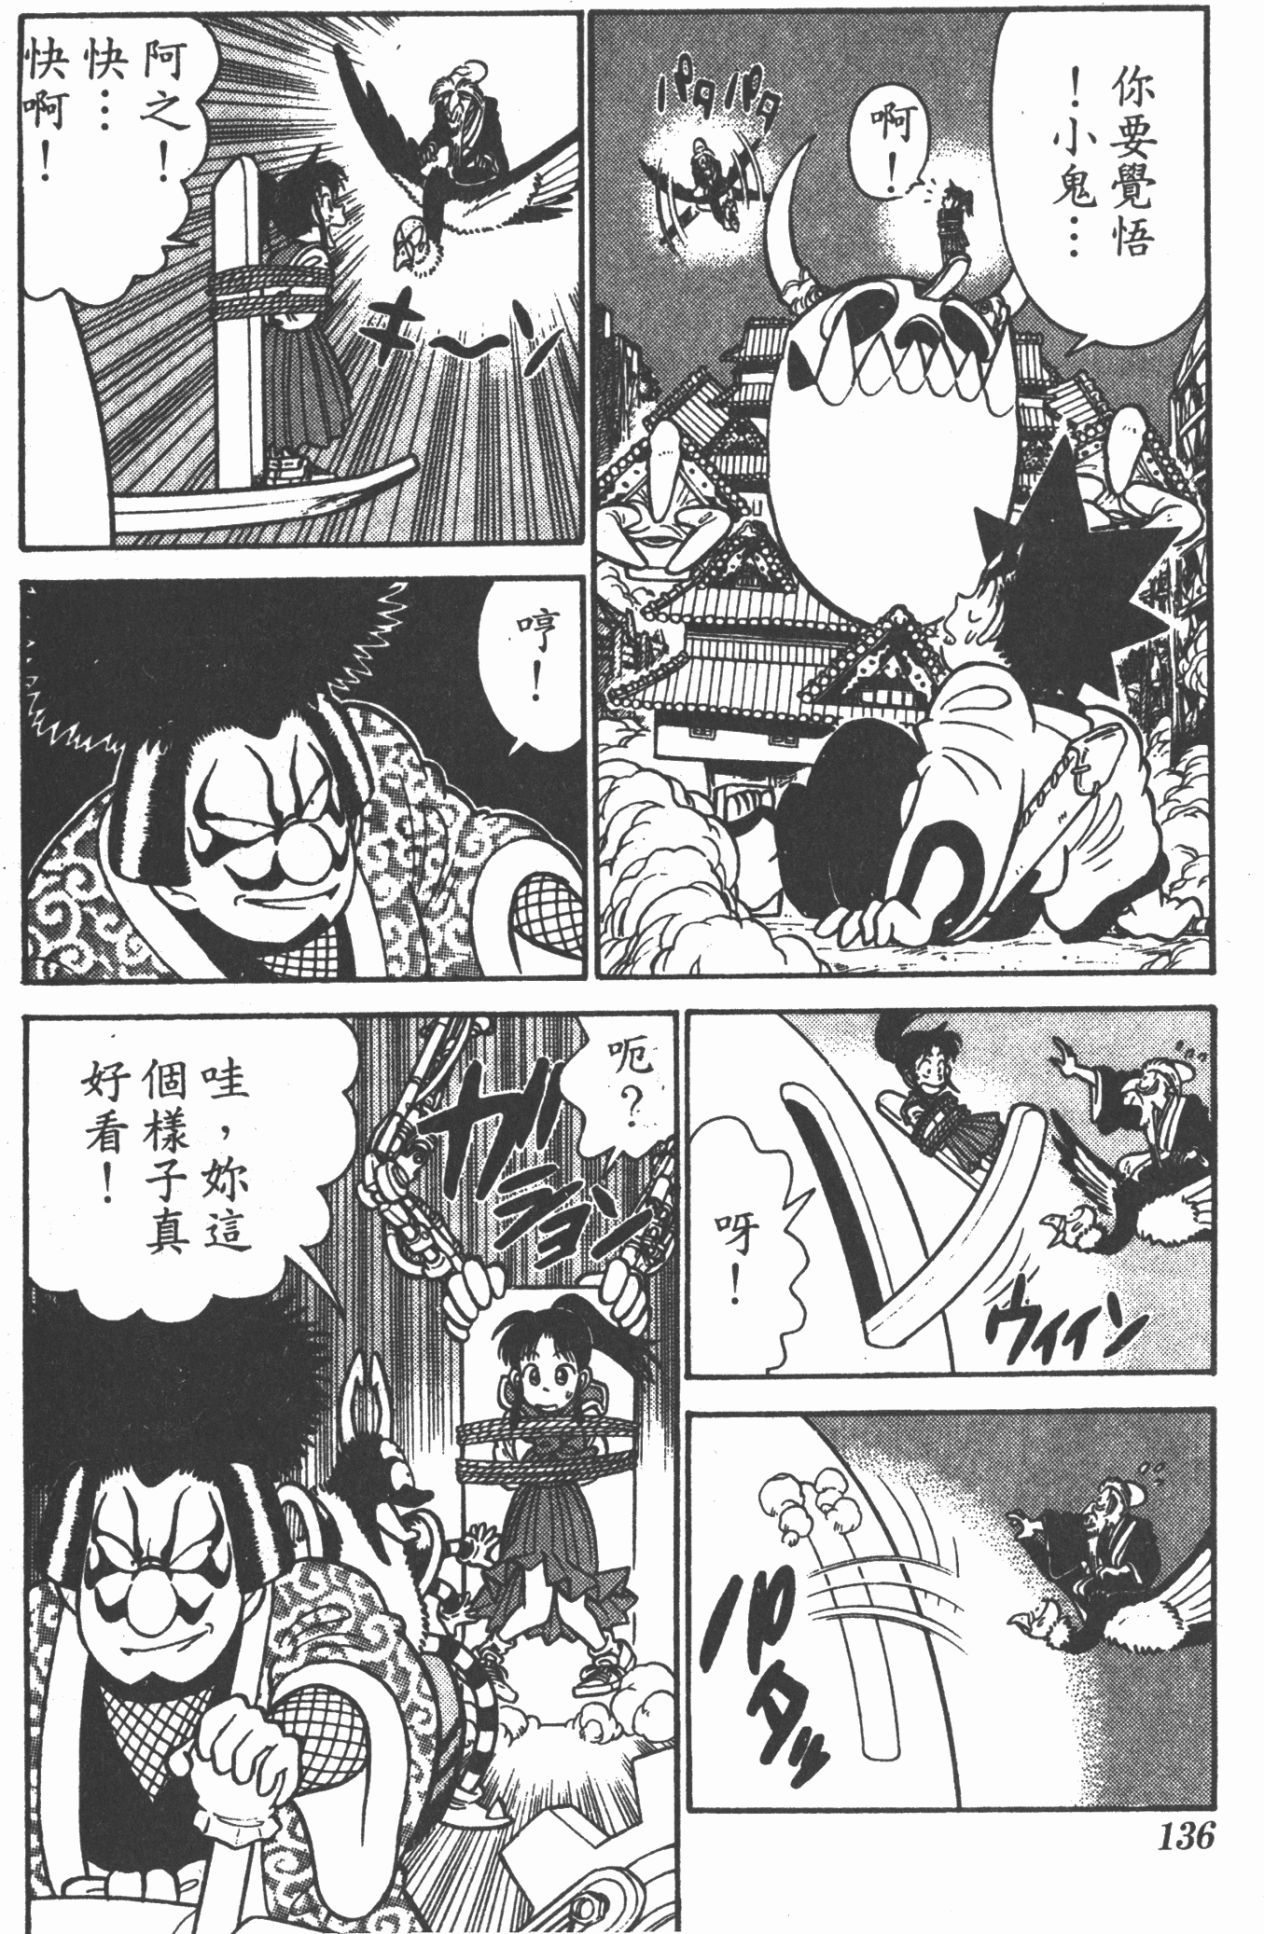 你要覺悟
！小鬼…
啊！
パタパタ
阿之！
快…
快啊！
キーン
哼！
呀！
ウイイン
パタッ
呃？
ガション
哇，妳這
個樣子真
好看！
136